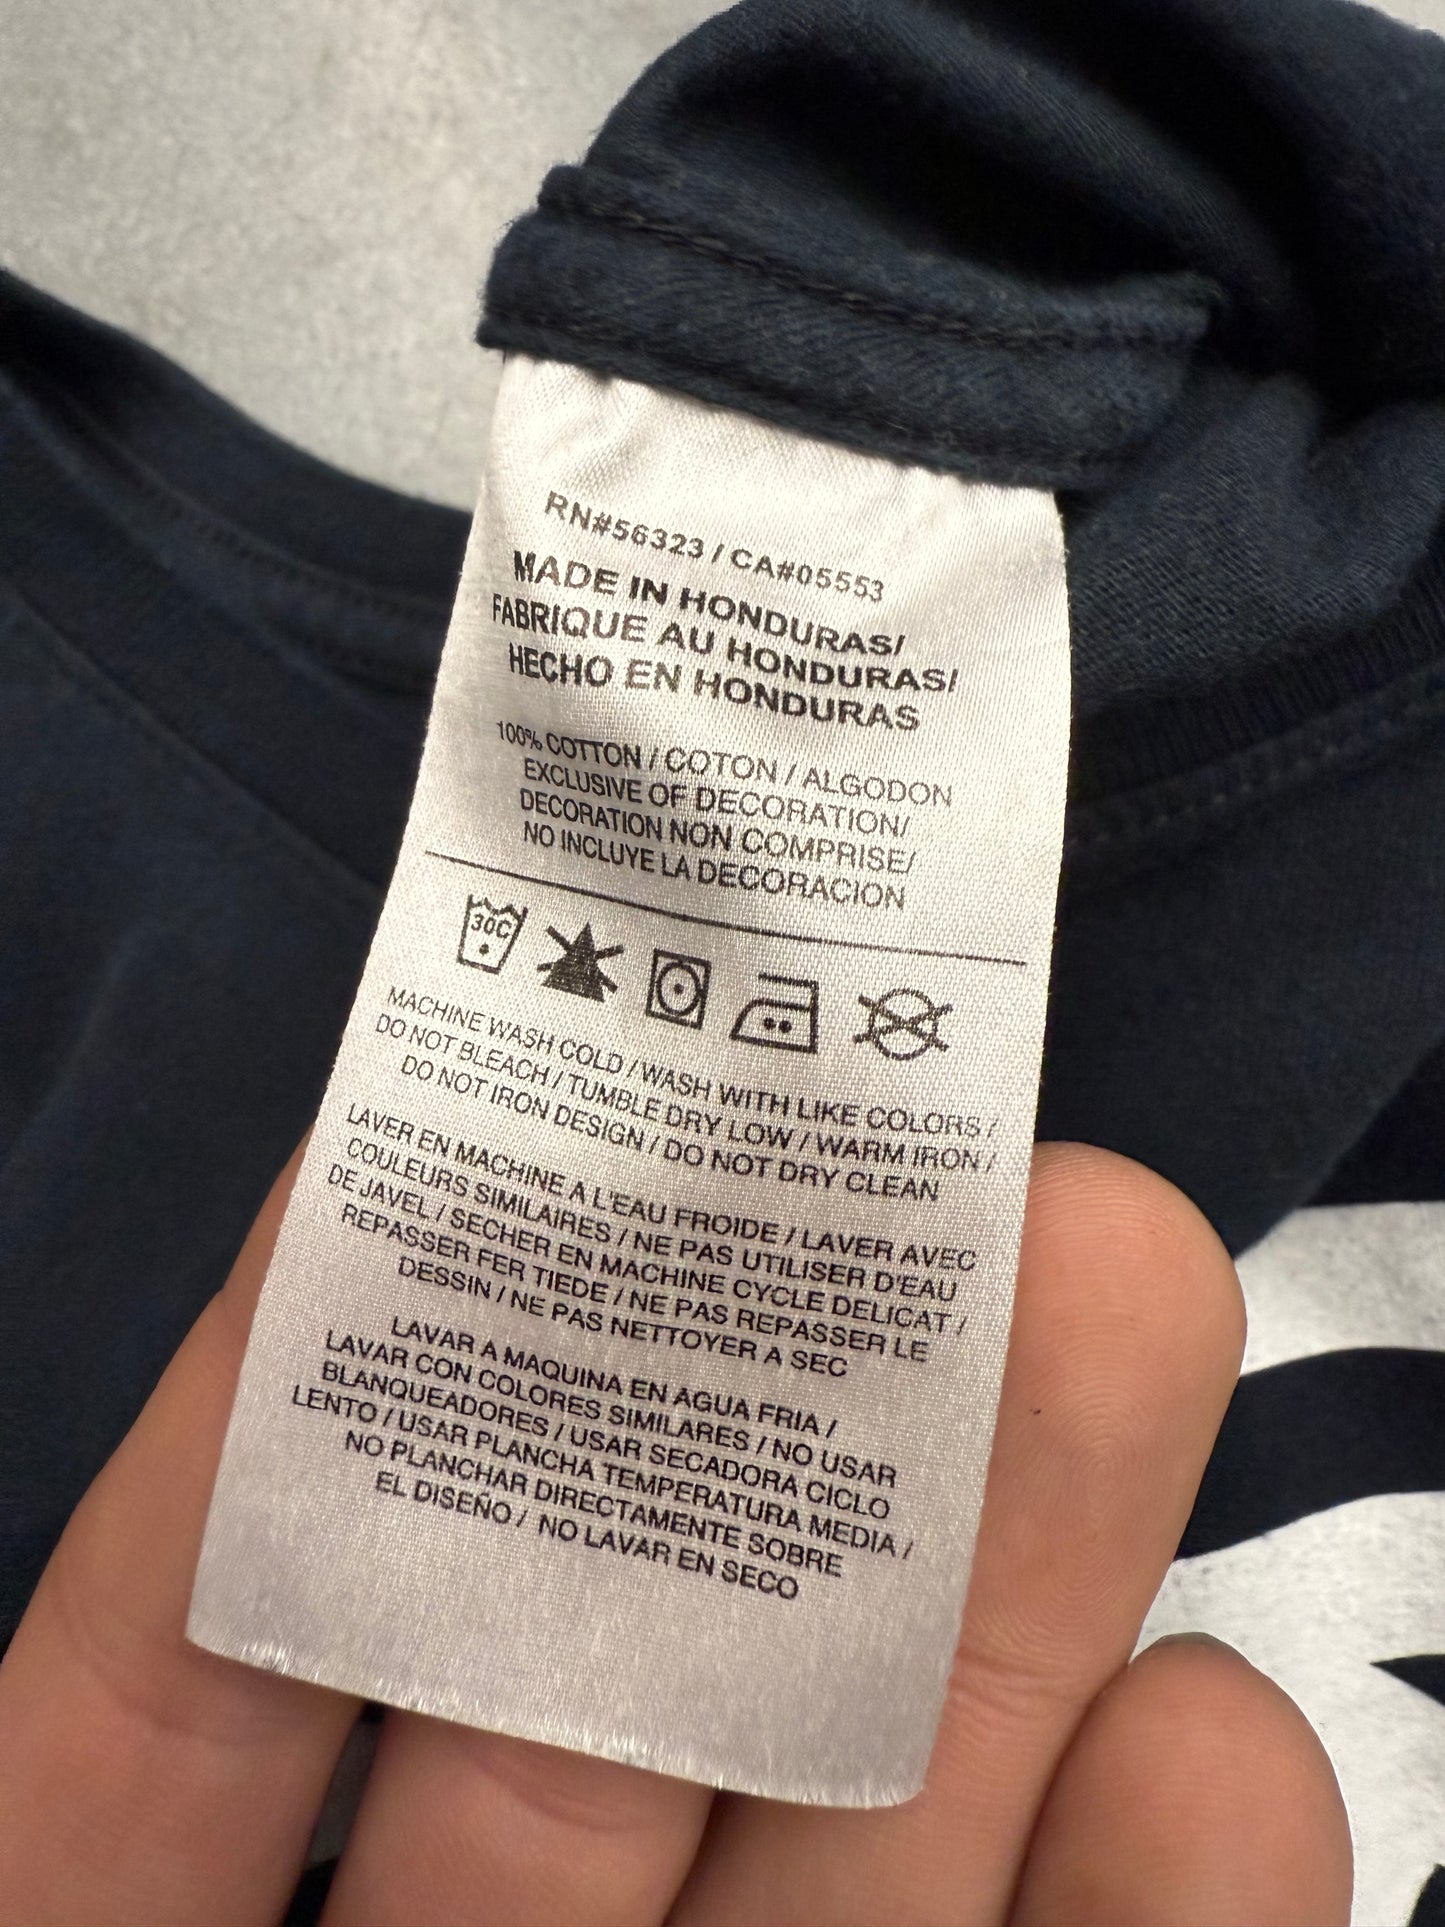 RN#56323 / CA#05553
MADE IN HONDURAS/
FABRIQUE AU HONDURAS/
HECHO EN HONDURAS
100% COTTON / COTON / ALGODON
EXCLUSIVE OF DECORATION/
DECORATION NON COMPRISE/
NO INCLUYE LA DECORACION
30C
MACHINE WASH COLD / WASH WITH LIKE COLORS /
DO NOT BLEACH / TUMBLE DRY LOW / WARM IRON /
DO NOT IRON DESIGN / DO NOT DRY CLEAN
LAVER EN MACHINE A L'EAU FROIDE / LAVER AVEC
COULEURS SIMILAIRES / NE PAS UTILISER D'EAU
DE JAVEL / SECHER EN MACHINE CYCLE DELICAT /
REPASSER FER TIEDE / NE PAS REPASSER LE
DESSIN / NE PAS NETTOYER A SEC
LAVAR A MAQUINA EN AGUA FRIA /
LAVAR CON COLORES SIMILARES / NO USAR
BLANQUEADORES / USAR SECADORA CICLO
LENTO / USAR PLANCHA TEMPERATURA MEDIA /
NO PLANCHAR DIRECTAMENTE SOBRE
EL DISEÑO / NO LAVAR EN SECO